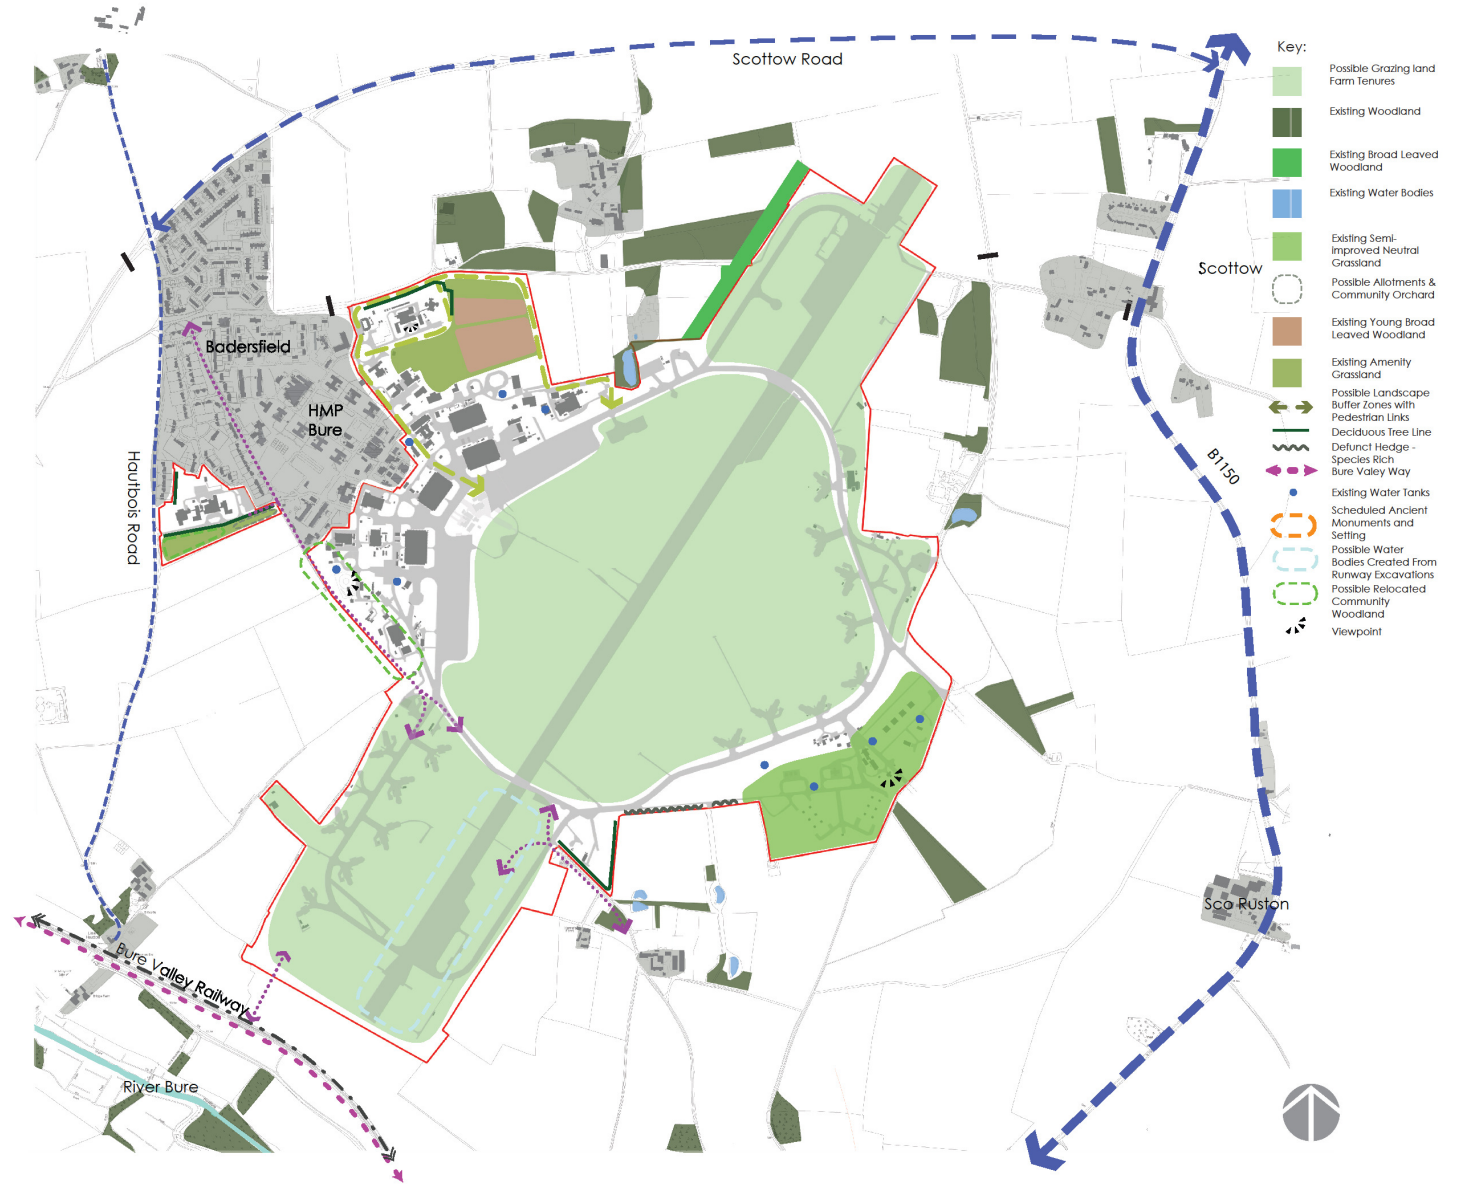 Scottow Road
Key:
Possible Grazing land
Farm Tenures
Existing Woodland
Existing Broad Leaved
Woodland
Existing Water Bodies
Existing Semi-
improved Neutral
Grassland
Possible Allotments &
Community Orchard
Existing Young Broad
Leaved Woodland
Existing Amenity
Grassland
Possible Landscape
Buffer Zones with
Pedestrian Links
Deciduous Tree Line
Defunct Hedge -
Species Rich
Bure Valey Way
Existing Water Tanks
Scheduled Ancient
Monuments and
Setting
Possible Water
Bodies Created From
Runway Excavations
Possible Relocated
Community
Woodland
Viewpoint
Scottow
Badersfield
HMP
Bure
Hautbois Road
B1150
Sco Ruston
Bure Valley Railway
River Bure